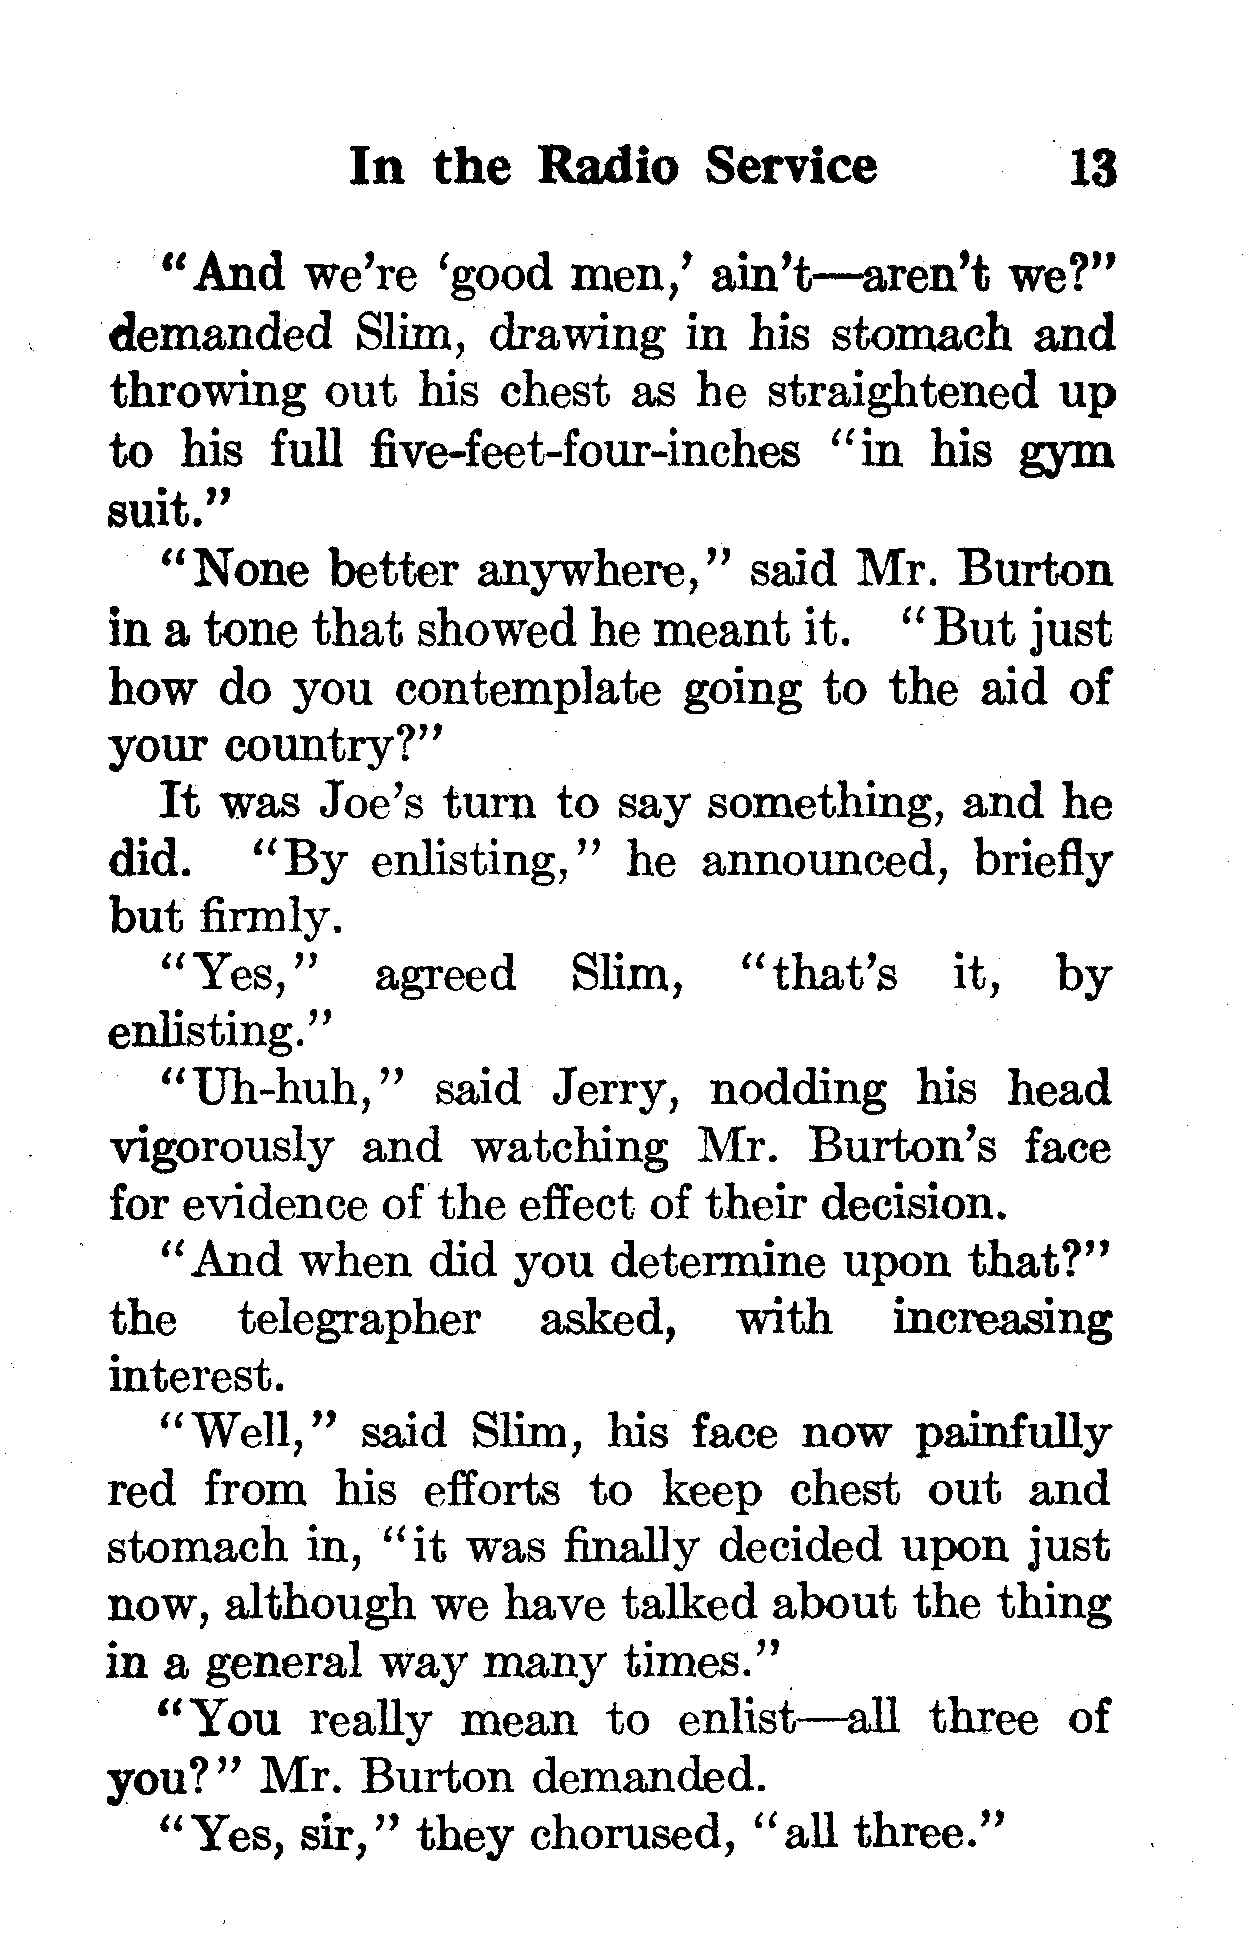 In the Radio Service 13
“And we’re ‘good men,’ ain’t—aren’t we?”
demanded Slim, drawing in his stomach and
throwing out his chest as he straightened up
to his full five-feet-four-inches “in his gym
suit.”
“None better anywhere,” said Mr. Burton
in a tone that showed he meant it. “But just
how do you contemplate going to the aid of
your country?”
It was Joe’s turn to say something, and he
did. “By enlisting,” he announced, briefly
but firmly.
“Yes,” agreed Slim, “that’s it, by
enlisting.”
“Uh-huh,” said Jerry, nodding his head
vigorously and watching Mr. Burton’s face
for evidence of the effect of their decision.
“And when did you determine upon that?”
the telegrapher asked, with increasing
interest.
“Well,” said Slim, his face now painfully
red from his efforts to keep chest out and
stomach in, “it was finally decided upon just
now, although we have talked about the thing
in a general way many times.”
“You really mean to enlist—all three of
you?” Mr. Burton demanded.
“Yes, sir,” they chorused, “all three.”